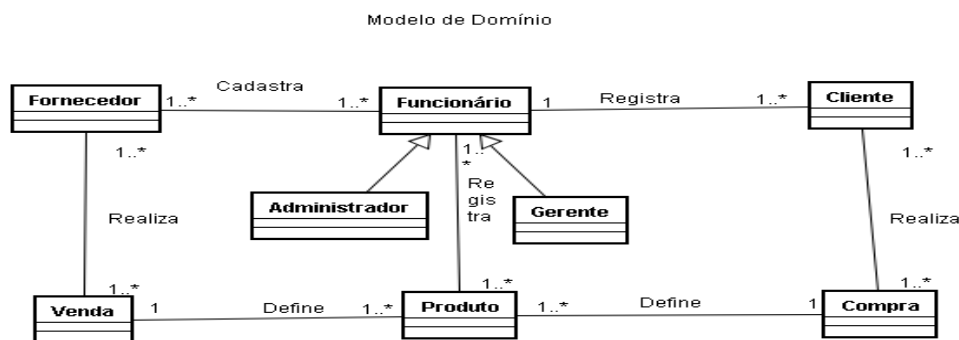 Modelo de Domínio
Cadastra
Fornecedor 1..* 1..* Funcionário 1 Registra 1..* Cliente
1..* 1.. 1..*
*
Re
gis
tra
Administrador Gerente
Realiza Realiza
1..* 1..* 1..*
Venda 1 Define 1..* Produto 1..* Define 1 Compra